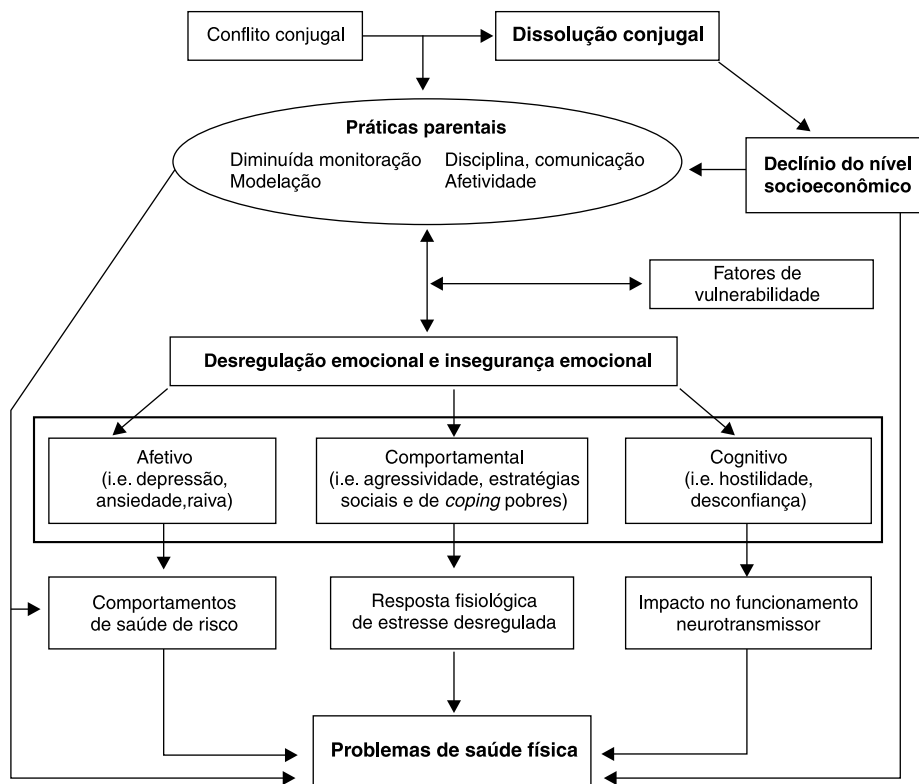 Conflito conjugal
Dissolução conjugal
Práticas parentais
Diminuída monitoração
Modelação
Disciplina, comunicação
Afetividade
Declínio do nível
socioeconômico
Fatores de
vulnerabilidade
Desregulação emocional e insegurança emocional
Afetivo
(i.e. depressão,
ansiedade,raiva)
Comportamental
(i.e. agressividade, estratégias
sociais e de coping pobres)
Cognitivo
(i.e. hostilidade,
desconfiança)
Comportamentos
de saúde de risco
Resposta fisiológica
de estresse desregulada
Impacto no funcionamento
neurotransmissor
Problemas de saúde física